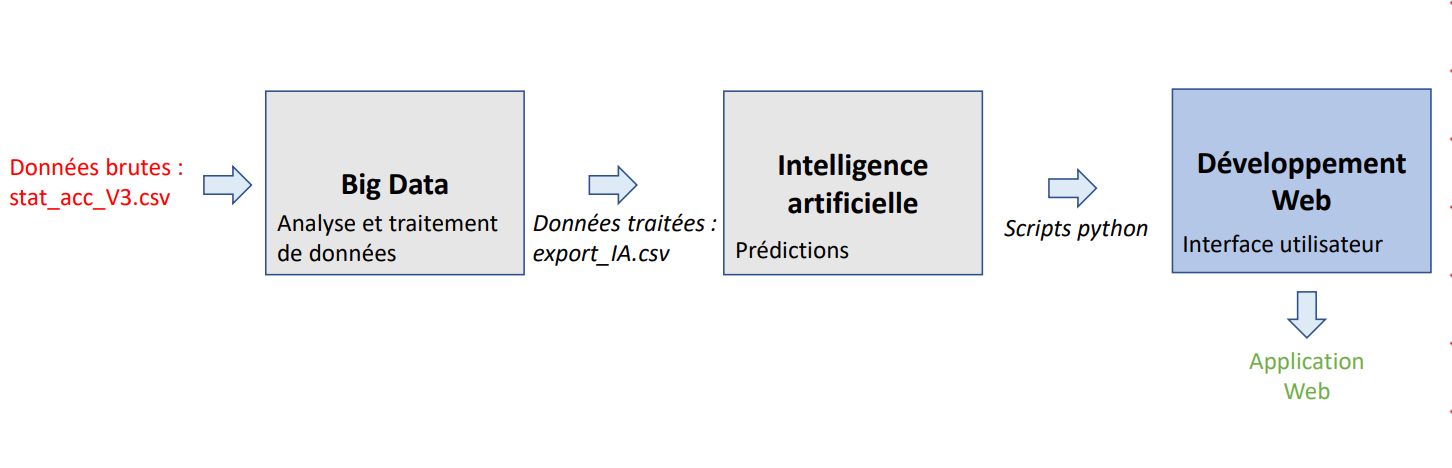 Données brutes :
stat_acc_V3.csv
Big Data
Analyse et traitement
de données
Données traitées :
export_IA.csv
Intelligence
artificielle
Prédictions
Scripts python
Développement
Web
Interface utilisateur
Application
Web